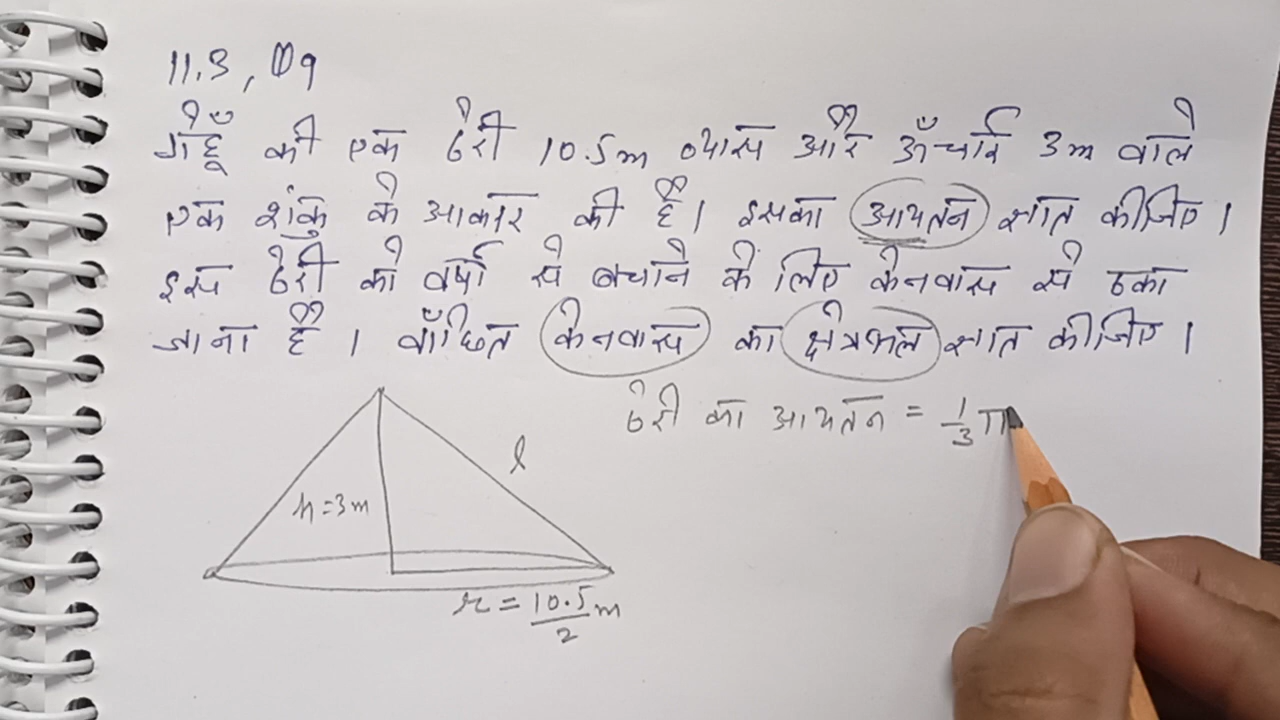 11.3, Q9
गेहूँ की एक ढेरी 10.5m व्यास और ऊँचाई 3m वाले
एक शंकु के आकार की है। इसका आयतन ज्ञात कीजिए।
इस ढेरी को वर्षा से बचाने के लिए केनवास से ढका
जाना है। वाँछित केनवास का क्षेत्रफल ज्ञात कीजिए।
ढेरी का आयतन = 1/3 π
l
h=3m
r = 10.5/2 m